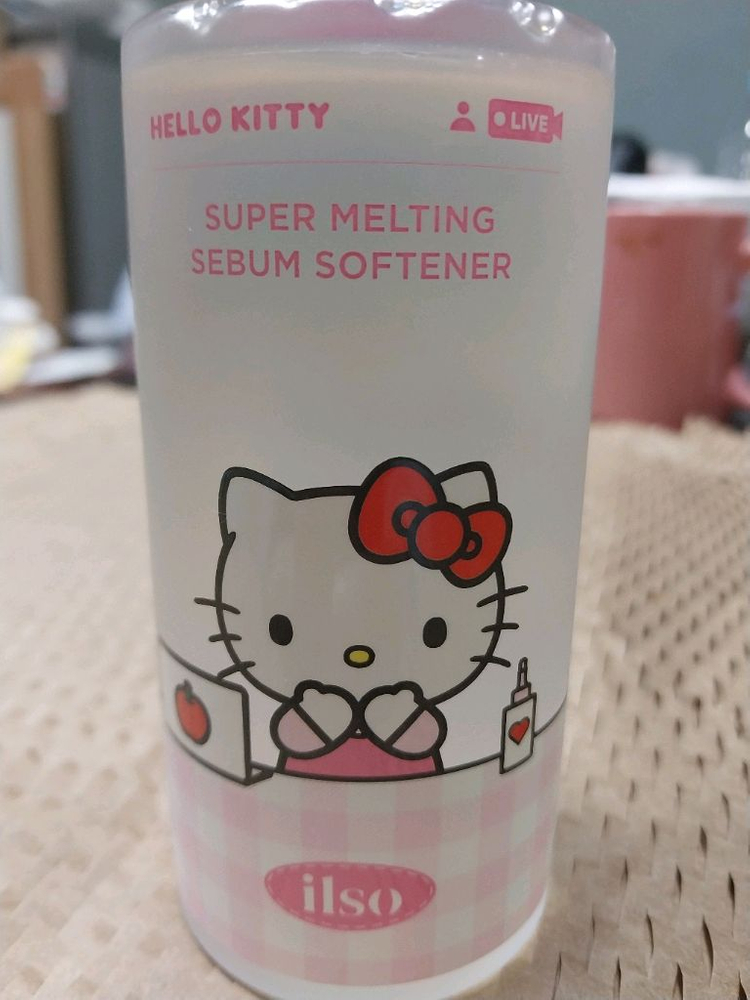 HELLO KITTY
LIVE
SUPER MELTING
SEBUM SOFTENER
ilso